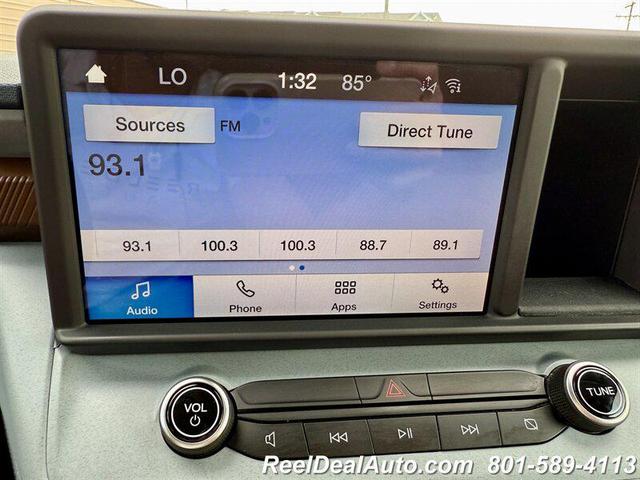 LO 1:32 85°
Sources FM Direct Tune
93.1
93.1 100.3 100.3 88.7 89.1
Audio Phone Apps Settings
VOL TUNE
ReelDealAuto.com 801-589-4113